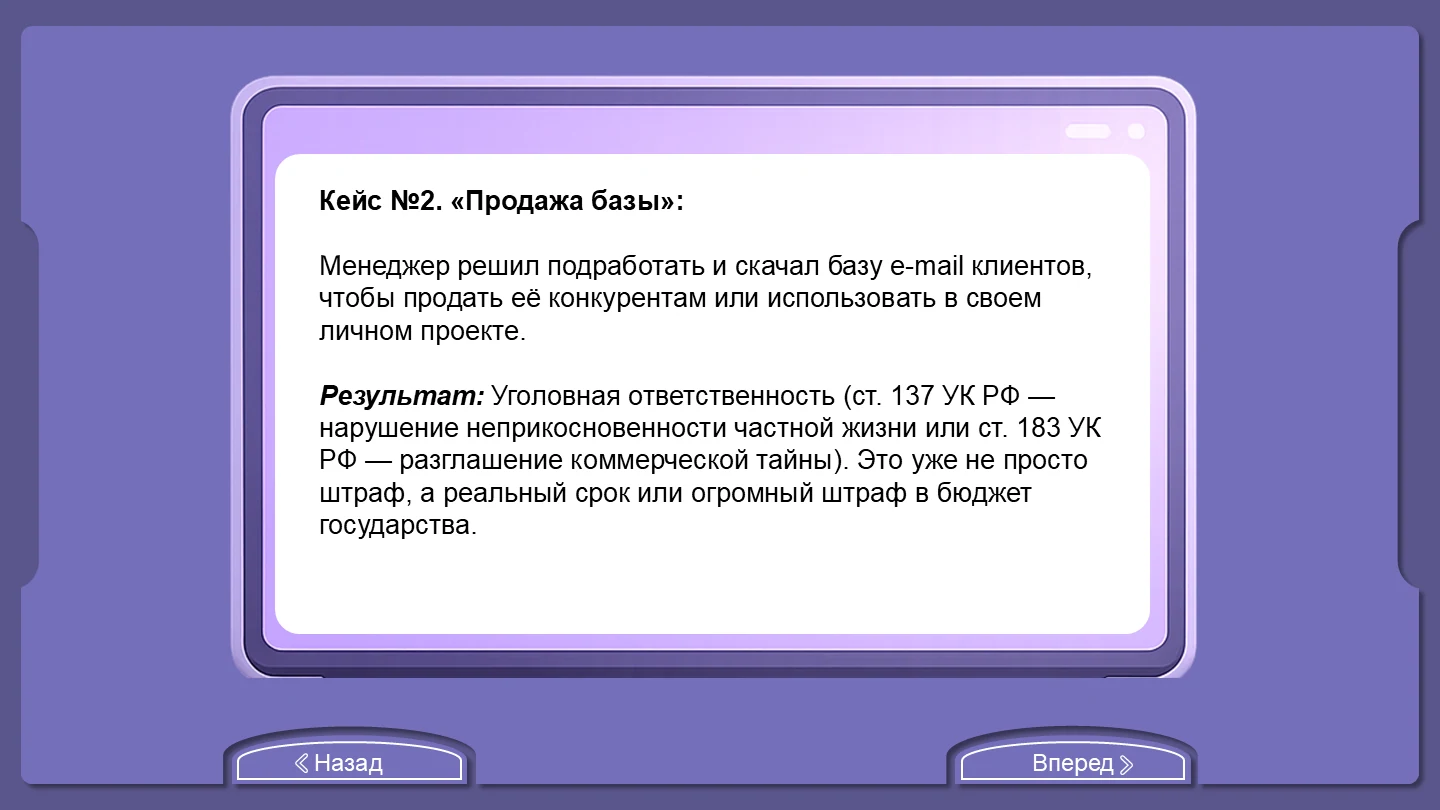 Кейс №2. «Продажа базы»:
Менеджер решил подработать и скачал базу e-mail клиентов,
чтобы продать её конкурентам или использовать в своем
личном проекте.
Результат: Уголовная ответственность (ст. 137 УК РФ —
нарушение неприкосновенности частной жизни или ст. 183 УК
РФ — разглашение коммерческой тайны). Это уже не просто
штраф, а реальный срок или огромный штраф в бюджет
государства.
Назад
Вперед